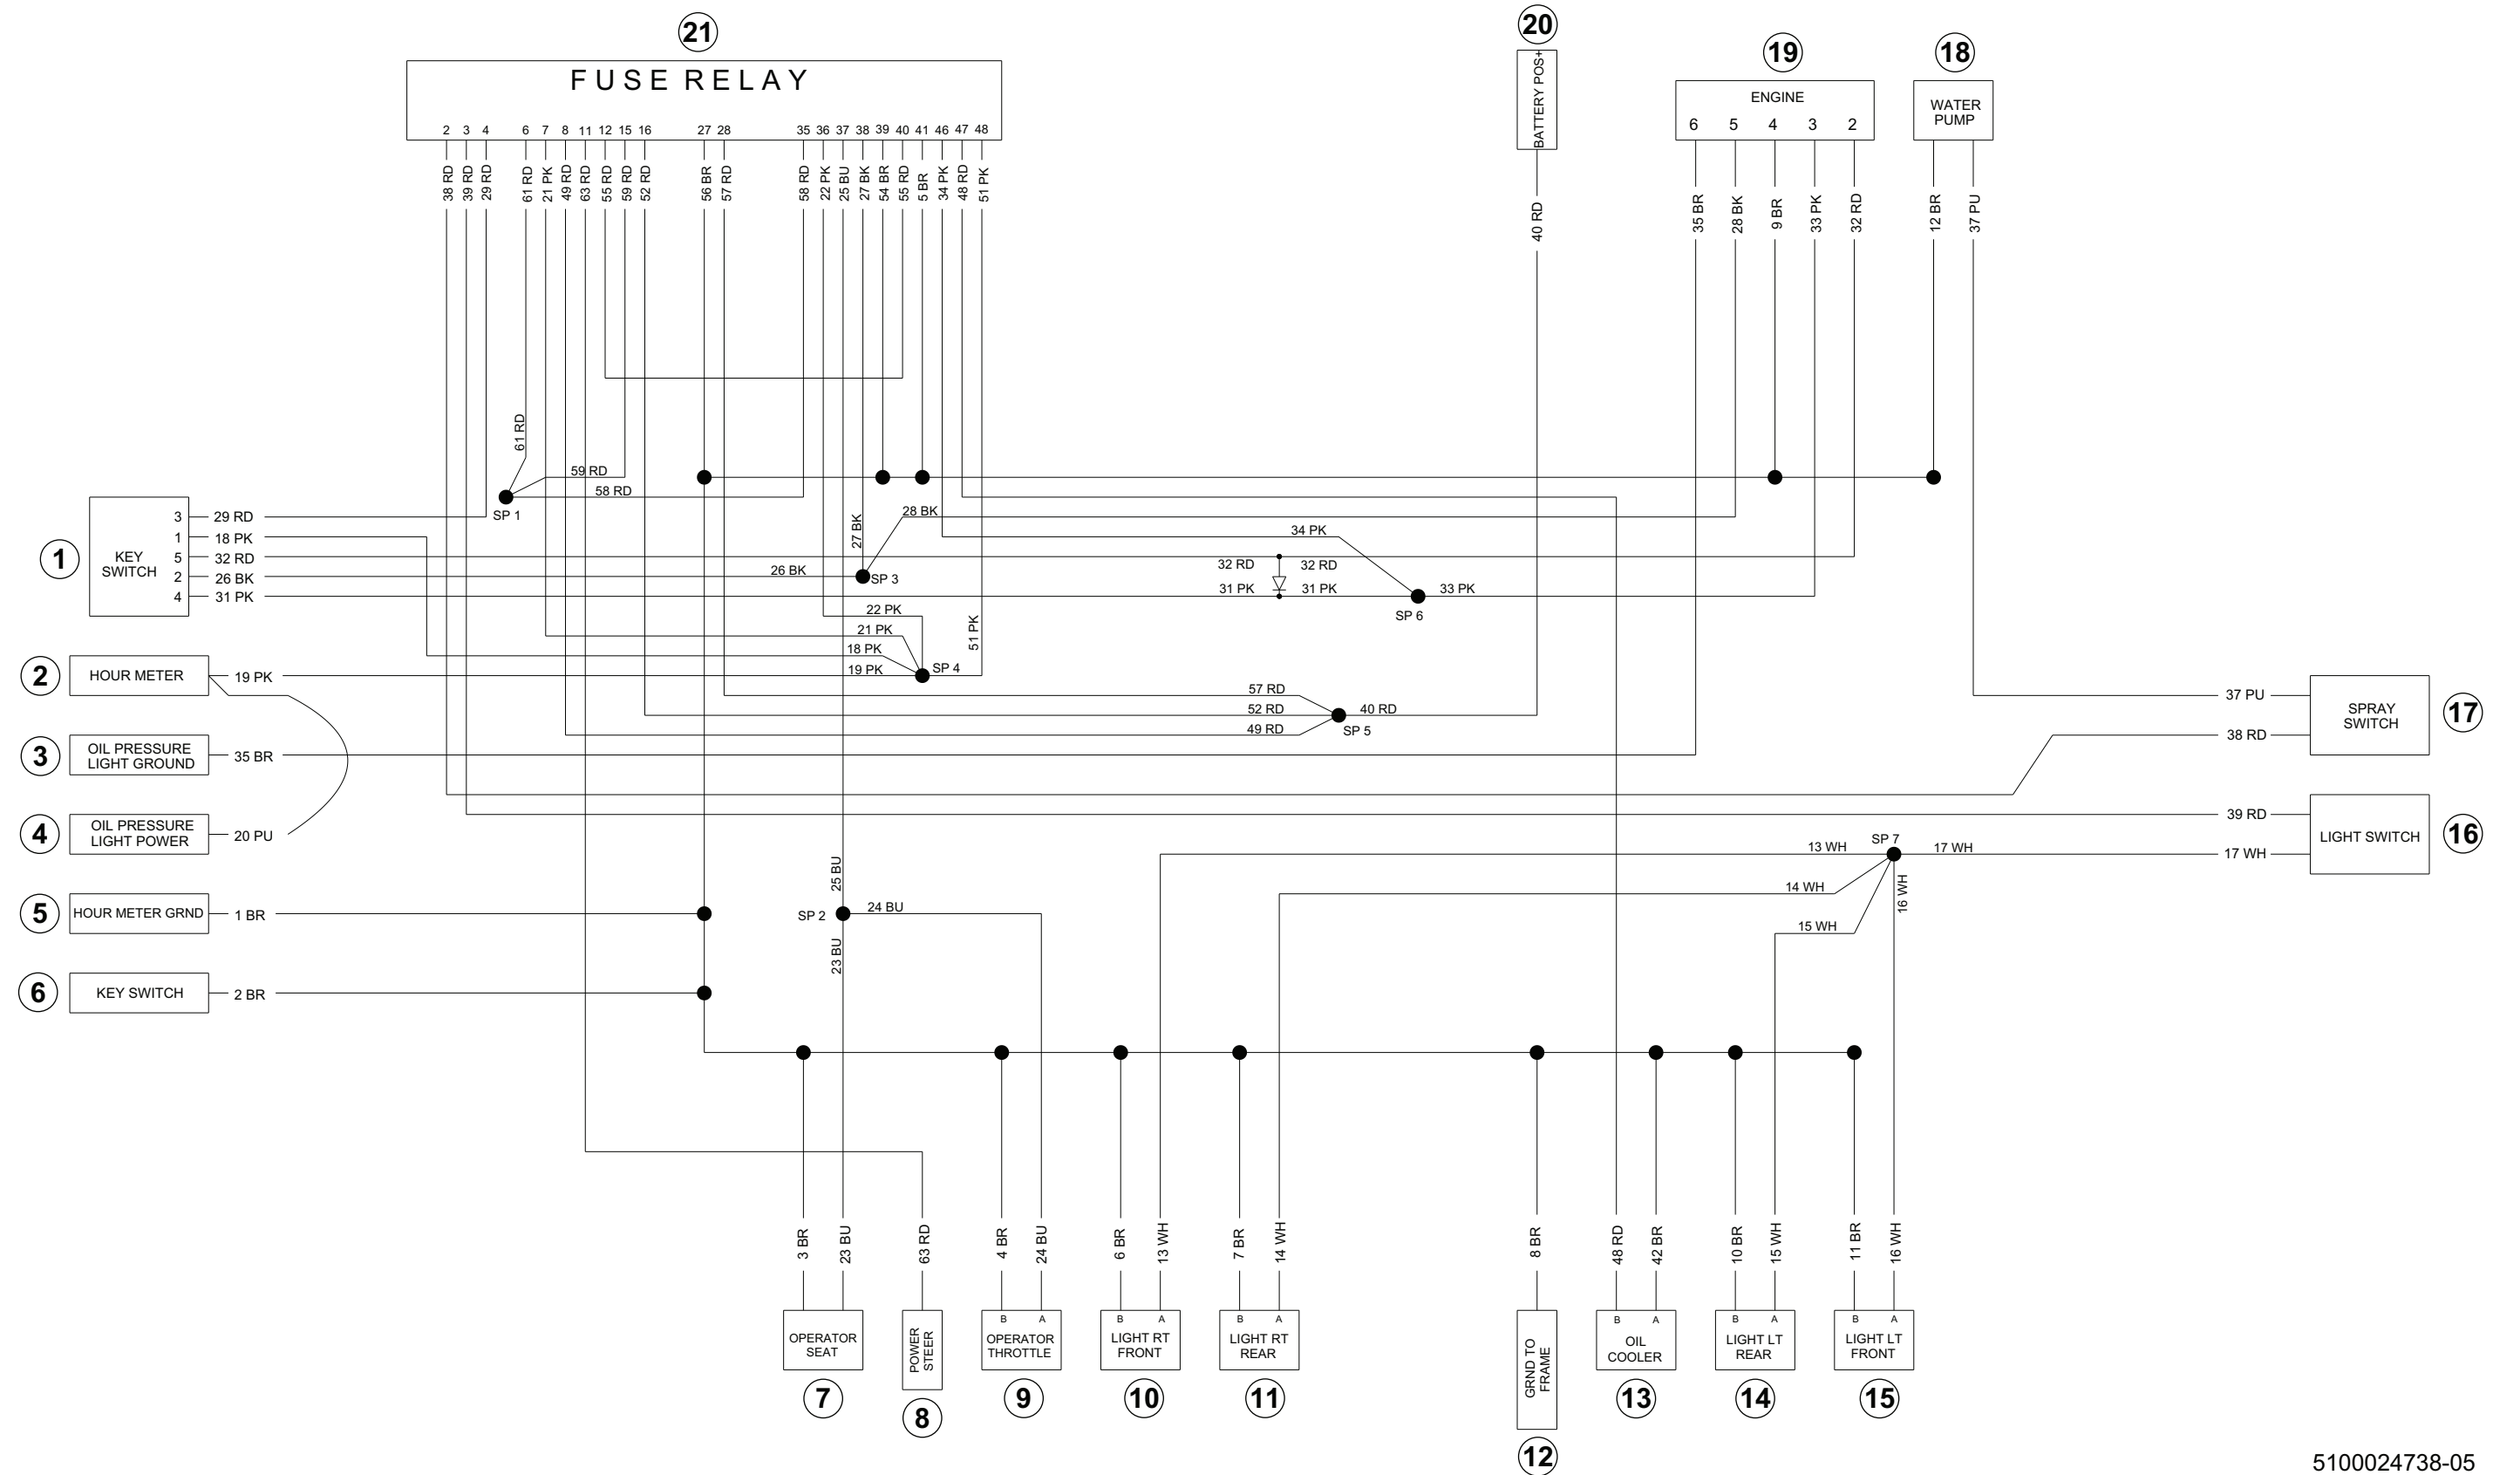 21
20
19
18
FUSE RELAY
BATTERY POS+
ENGINE
6 5 4 3 2
WATER
PUMP
2 3 4 6 7 8 11 12 15 16 27 28 35 36 37 38 39 40 41 46 47 48
38 RD
39 RD
29 RD
61 RD
21 PK
49 RD
63 RD
55 RD
59 RD
52 RD
56 BR
57 RD
58 RD
22 PK
25 BU
27 BK
54 BR
55 RD
5 BR
34 PK
48 RD
51 PK
40 RD
35 BR
28 BK
9 BR
33 PK
32 RD
12 BR
37 PU
61 RD
59 RD
58 RD
SP 1
1
KEY
SWITCH
3 29 RD
1 18 PK
5 32 RD
2 26 BK
4 31 PK
27 BK
28 BK
26 BK
SP 3
34 PK
32 RD 32 RD
31 PK 31 PK
33 PK
SP 6
22 PK
21 PK
18 PK
19 PK
SP 4
51 PK
2
HOUR METER
19 PK
57 RD
52 RD
49 RD
40 RD
SP 5
37 PU
38 RD
SPRAY
SWITCH
17
3
OIL PRESSURE
LIGHT GROUND
35 BR
4
OIL PRESSURE
LIGHT POWER
20 PU
39 RD
17 WH
LIGHT SWITCH
16
SP 7
13 WH
17 WH
14 WH
15 WH
16 WH
5
HOUR METER GRND
1 BR
25 BU
SP 2
24 BU
23 BU
6
KEY SWITCH
2 BR
3 BR
23 BU
63 RD
4 BR
24 BU
6 BR
13 WH
7 BR
14 WH
8 BR
48 RD
42 BR
10 BR
15 WH
11 BR
16 WH
OPERATOR
SEAT
7
POWER
STEER
8
B A
OPERATOR
THROTTLE
9
B A
LIGHT RT
FRONT
10
B A
LIGHT RT
REAR
11
GRND TO
FRAME
12
B A
OIL
COOLER
13
B A
LIGHT LT
REAR
14
B A
LIGHT LT
FRONT
15
5100024738-05